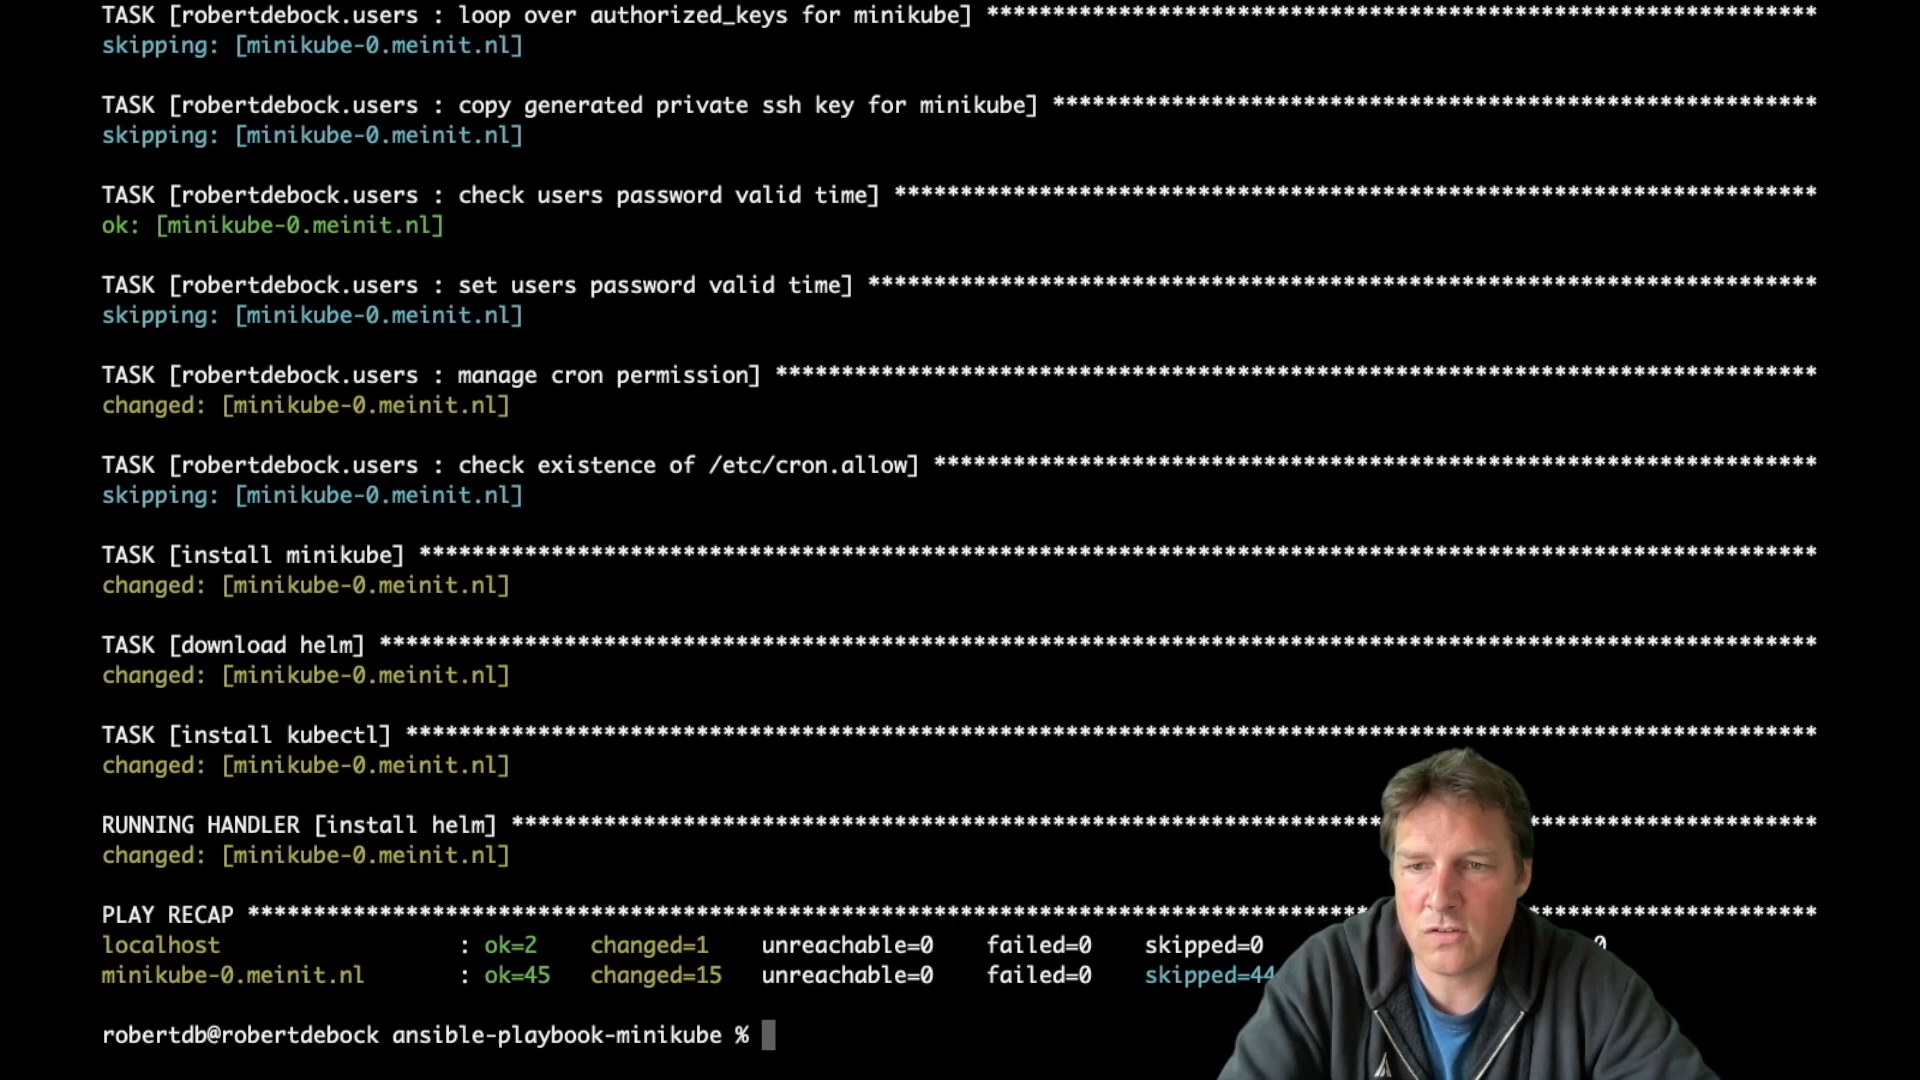 TASK [robertdebock.users : loop over authorized_keys for minikube] ***************************************************************
skipping: [minikube-0.meinit.nl]
TASK [robertdebock.users : copy generated private ssh key for minikube] **********************************************************
skipping: [minikube-0.meinit.nl]
TASK [robertdebock.users : check users password valid time] **********************************************************************
ok: [minikube-0.meinit.nl]
TASK [robertdebock.users : set users password valid time] ************************************************************************
skipping: [minikube-0.meinit.nl]
TASK [robertdebock.users : manage cron permission] *******************************************************************************
changed: [minikube-0.meinit.nl]
TASK [robertdebock.users : check existence of /etc/cron.allow] *******************************************************************
skipping: [minikube-0.meinit.nl]
TASK [install minikube] **********************************************************************************************************
changed: [minikube-0.meinit.nl]
TASK [download helm] *************************************************************************************************************
changed: [minikube-0.meinit.nl]
TASK [install kubectl] ***********************************************************************************************************
changed: [minikube-0.meinit.nl]
RUNNING HANDLER [install helm] ***************************************************************************************************
changed: [minikube-0.meinit.nl]
PLAY RECAP ***********************************************************************************************************************
localhost : ok=2 changed=1 unreachable=0 failed=0 skipped=0 0
minikube-0.meinit.nl : ok=45 changed=15 unreachable=0 failed=0 skipped=44
robertdb@robertdebock ansible-playbook-minikube %